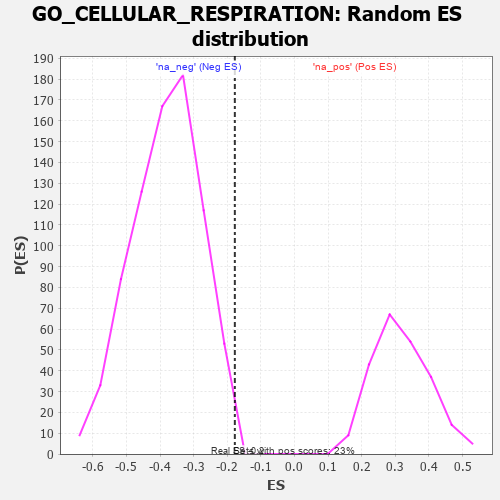 GO_CELLULAR_RESPIRATION: Random ES
distribution
'na_neg' (Neg ES)
'na_pos' (Pos ES)
P(ES)
190
180
170
160
150
140
130
120
110
100
90
80
70
60
50
40
30
20
10
0
with pos scores: 23%
-0.6 -0.5 -0.4 -0.3 -0.2 -0.1 0.0 0.1 0.2 0.3 0.4 0.5
ES